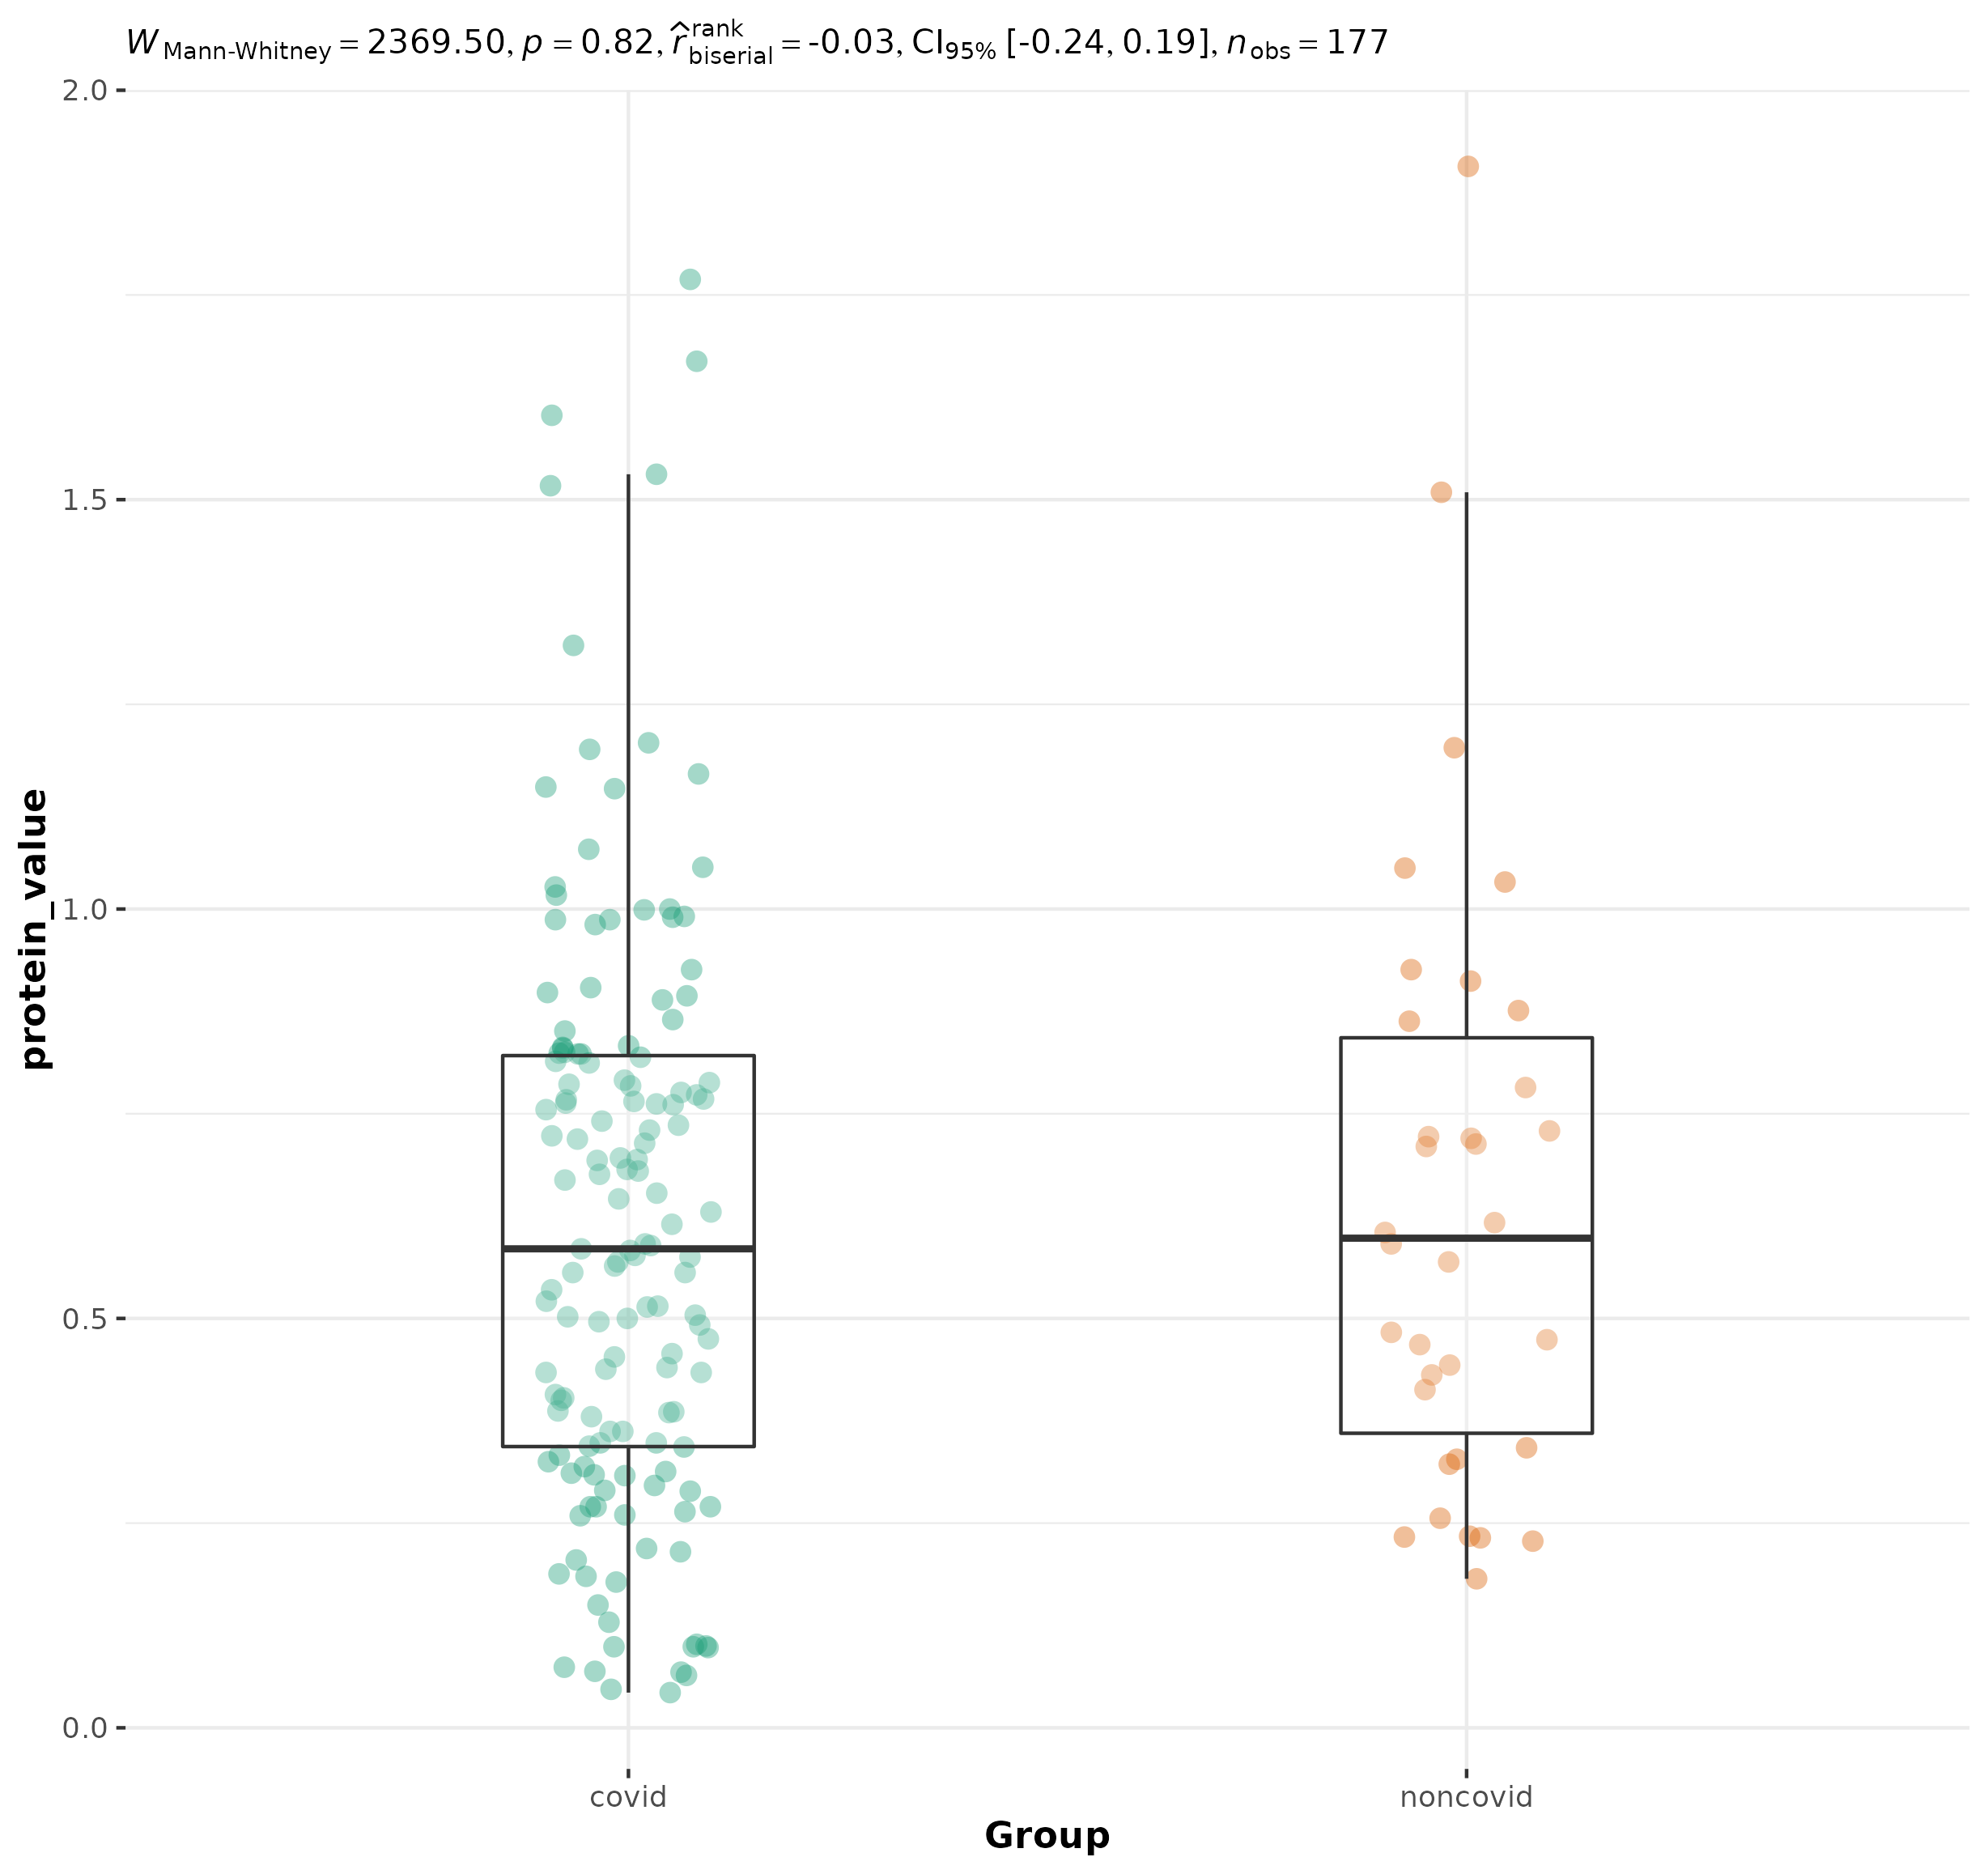 W Mann-Whitney = 2369.50, p = 0.82, r̂ rank biserial = -0.03, CI95% [-0.24, 0.19], nobs = 177
2.0
1.5
1.0
0.5
0.0
protein_value
covid noncovid
Group